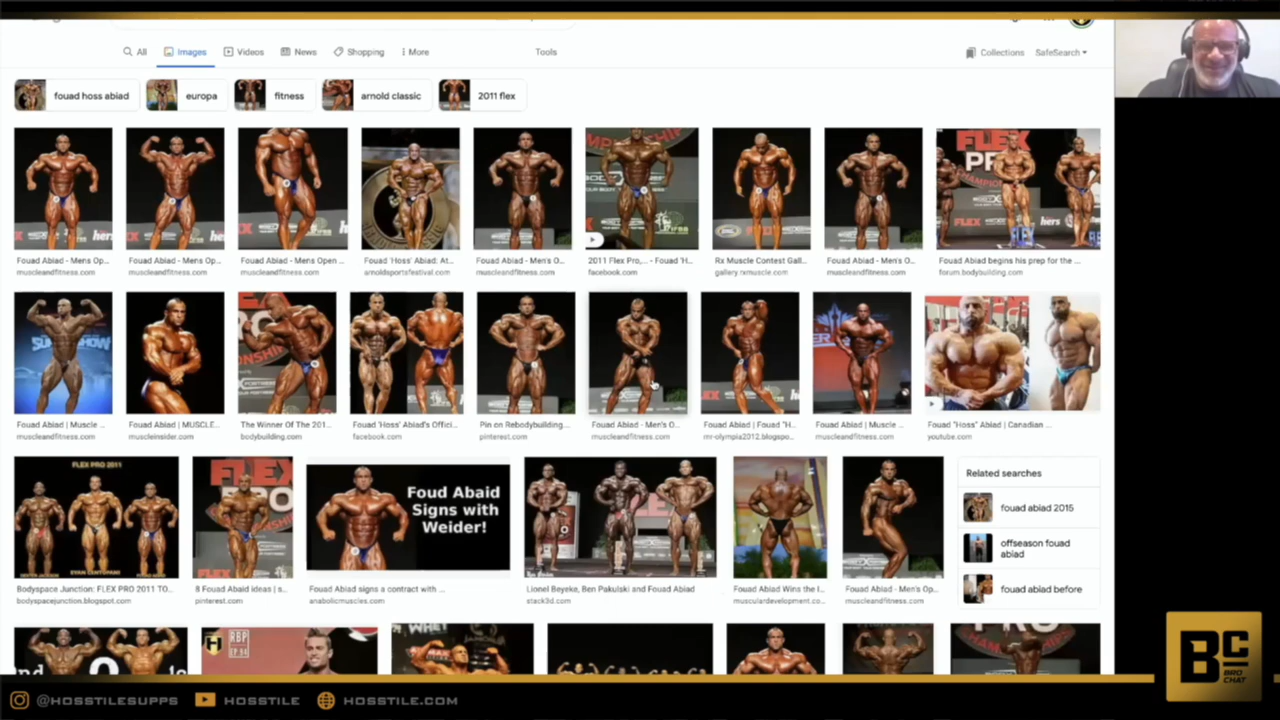 All
Images
Videos
News
Shopping
More
Tools
Collections
SafeSearch
fouad hoss abiad
europa
fitness
arnold classic
2011 flex
Fouad Abiad - Mens Op...
muscleandfitness.com
Fouad Abiad - Mens Op...
muscleandfitness.com
Fouad Abiad - Mens Open ...
muscleandfitness.com
Fouad 'Hoss' Abiad: At...
arnoldsportsfestival.com
Fouad Abiad - Men's O...
muscleandfitness.com
2011 Flex Pro,... - Fouad 'H...
facebook.com
Rx Muscle Contest Gall...
gallery.rxmuscle.com
Fouad Abiad - Men's O...
muscleandfitness.com
Fouad Abiad begins his prep for the ...
forum.bodybuilding.com
Fouad Abiad | Muscle ...
muscleandfitness.com
Fouad Abiad | MUSCLE...
muscleinsider.com
The Winner Of The 201...
bodybuilding.com
Fouad 'Hoss' Abiad's Offici...
facebook.com
Pin on Rebodybuilding...
pinterest.com
Fouad Abiad - Men's O...
muscleandfitness.com
Fouad Abiad | Fouad "H...
mr-olympia2012.blogspo...
Fouad Abiad | Muscle ...
muscleandfitness.com
Fouad "Hoss" Abiad | Canadian ...
youtube.com
FLEX PRO 2011
Foud Abaid
Signs with
Weider!
Bodyspace Junction: FLEX PRO 2011 TO...
bodyspacejunction.blogspot.com
8 Fouad Abaid ideas | s...
pinterest.com
Fouad Abiad signs a contract with ...
anabolicmuscles.com
Lionel Beyeke, Ben Pakulski and Fouad Abiad
stack3d.com
Fouad Abiad Wins the I...
musculardevelopment.co...
Fouad Abiad - Men's Op...
muscleandfitness.com
Related searches
fouad abiad 2015
offseason fouad
abiad
fouad abiad before
RBP
EP 64
BC
BRO
CHAT
@HOSSTILESUPPS
HOSSTILE
HOSSTILE.COM